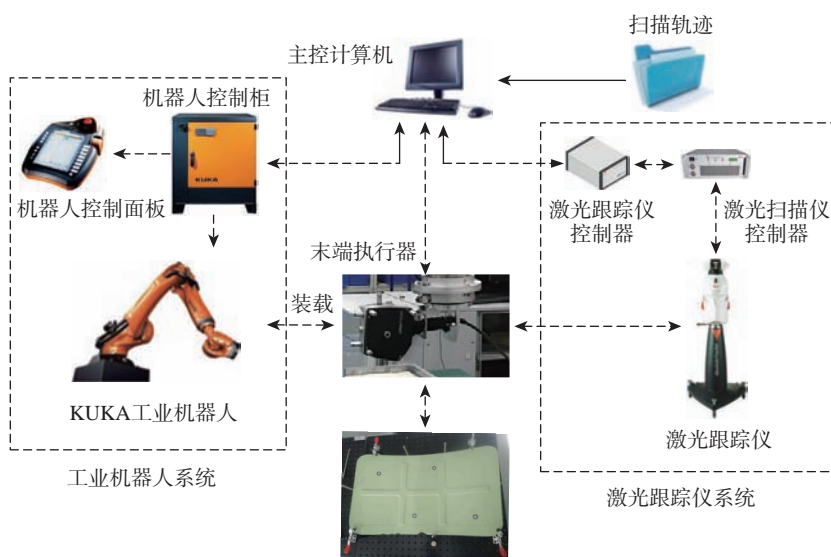 扫描轨迹
主控计算机
机器人控制柜
KUKA
机器人控制面板
激光跟踪仪
控制器
激光扫描仪
控制器
末端执行器
装载
KUKA工业机器人
激光跟踪仪
工业机器人系统
激光跟踪仪系统